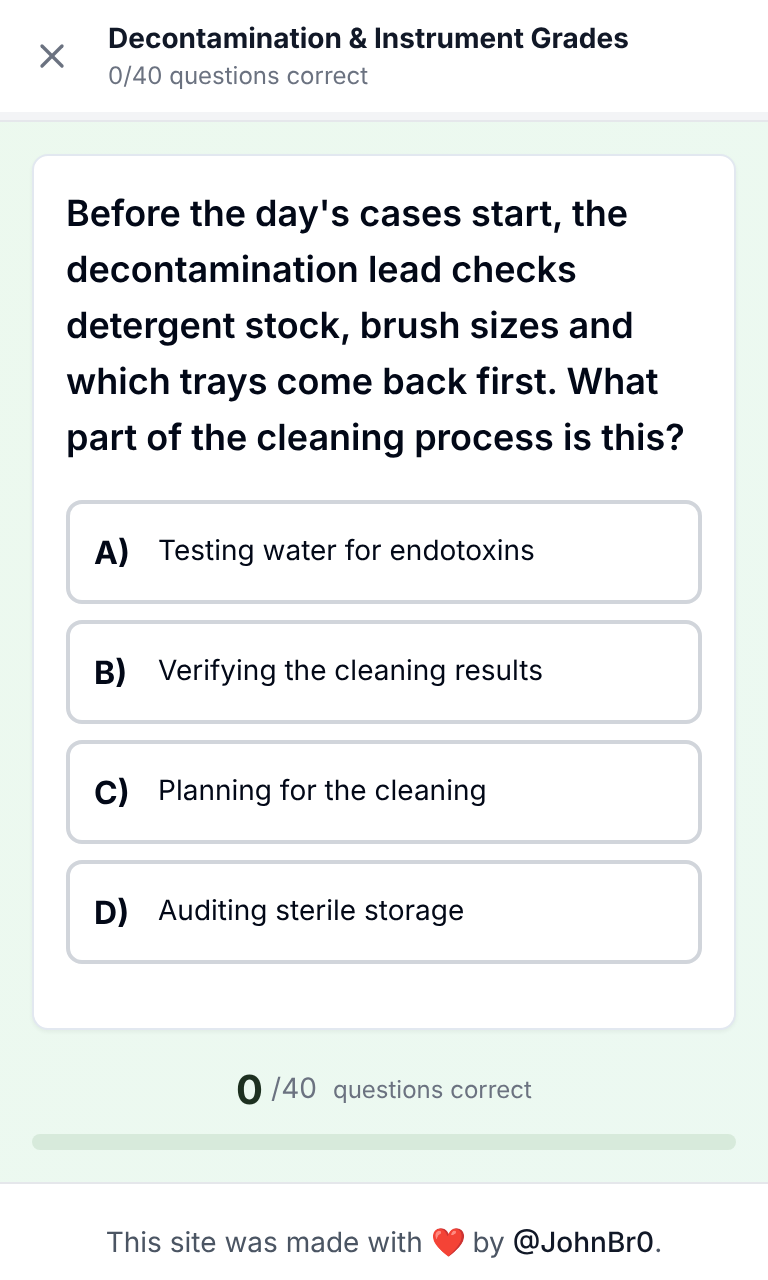 Decontamination & Instrument Grades
0/40 questions correct
Before the day's cases start, the
decontamination lead checks
detergent stock, brush sizes and
which trays come back first. What
part of the cleaning process is this?
A) Testing water for endotoxins
B) Verifying the cleaning results
C) Planning for the cleaning
D) Auditing sterile storage
0 /40 questions correct
This site was made with ❤️ by @JohnBr0.